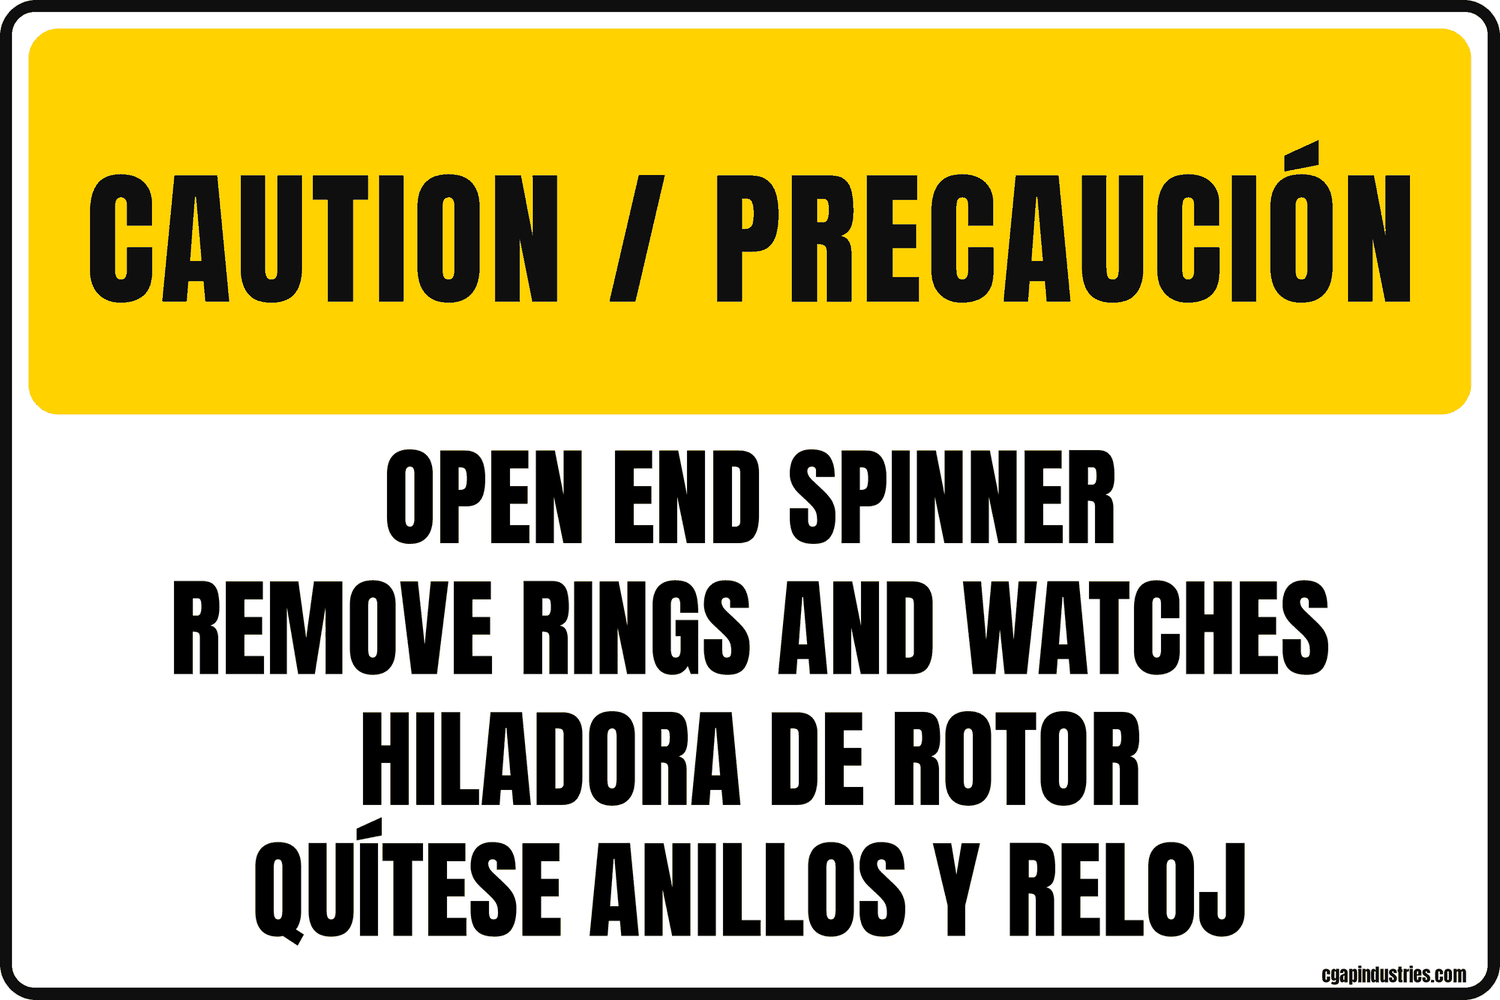 CAUTION / PRECAUCIÓN
OPEN END SPINNER
REMOVE RINGS AND WATCHES
HILADORA DE ROTOR
QUÍTESE ANILLOS Y RELOJ
cgapindustries.com